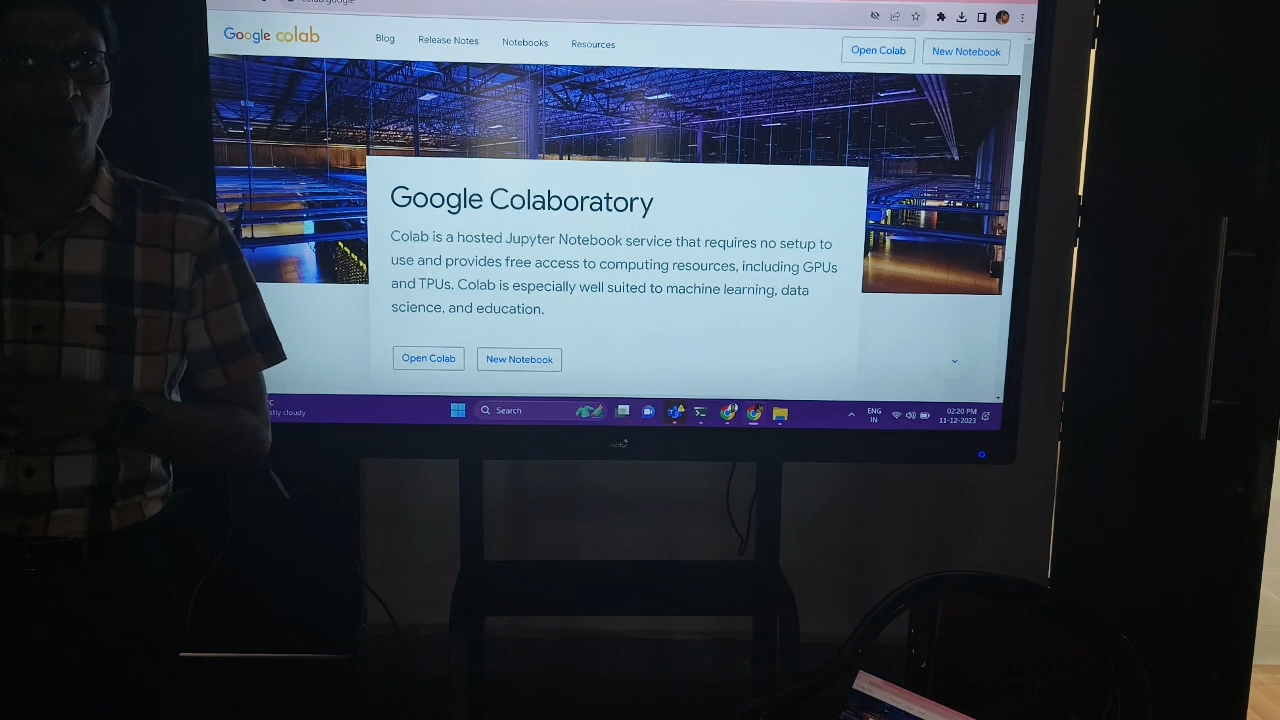 Google colab
Blog
Release Notes
Notebooks
Resources
Open Colab
New Notebook
Google Colaboratory
Colab is a hosted Jupyter Notebook service that requires no setup to
use and provides free access to computing resources, including GPUs
and TPUs. Colab is especially well suited to machine learning, data
science, and education.
Open Colab
New Notebook
cloudy
Search
ENG
IN
02:20 PM
11-12-2023